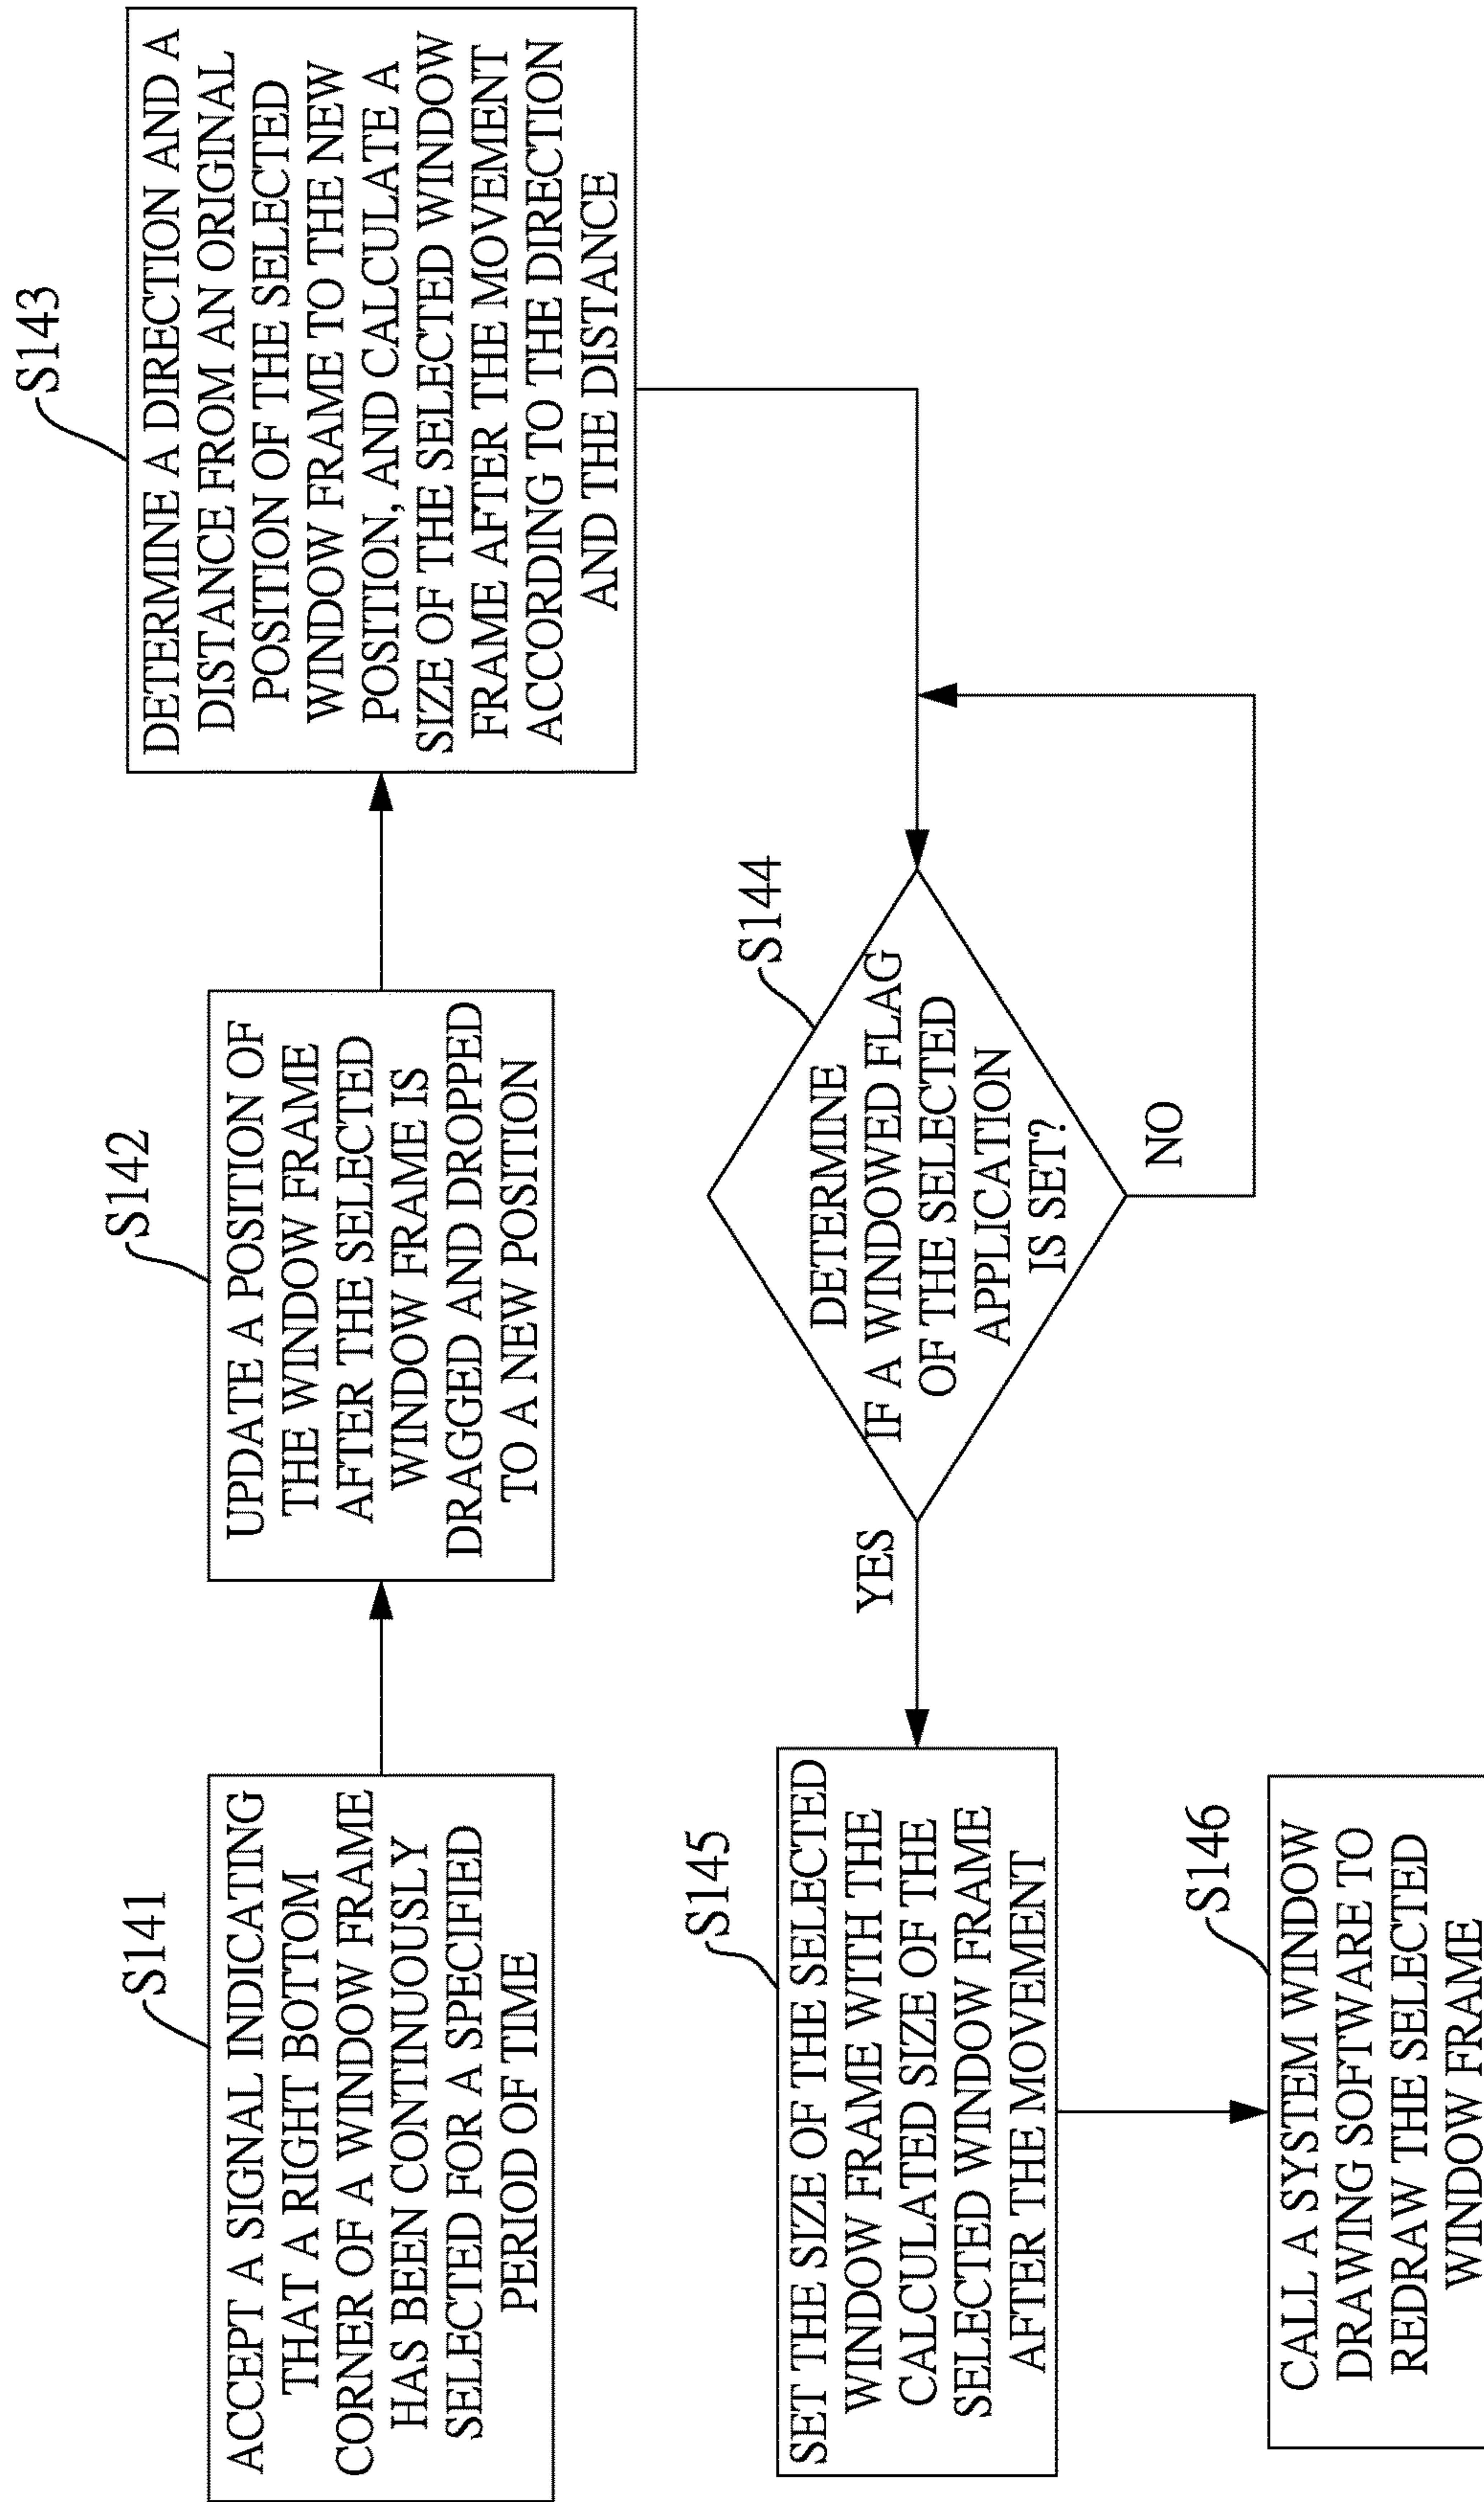 S141
ACCEPT A SIGNAL INDICATING
THAT A RIGHT BOTTOM
CORNER OF A WINDOW FRAME
HAS BEEN CONTINUOUSLY
SELECTED FOR A SPECIFIED
PERIOD OF TIME
S142
UPDATE A POSITION OF
THE WINDOW FRAME
AFTER THE SELECTED
WINDOW FRAME IS
DRAGGED AND DROPPED
TO A NEW POSITION
S143
DETERMINE A DIRECTION AND A
DISTANCE FROM AN ORIGINAL
POSITION OF THE SELECTED
WINDOW FRAME TO THE NEW
POSITION, AND CALCULATE A
SIZE OF THE SELECTED WINDOW
FRAME AFTER THE MOVEMENT
ACCORDING TO THE DIRECTION
AND THE DISTANCE
S144
DETERMINE
IF A WINDOWED FLAG
OF THE SELECTED
APPLICATION
IS SET?
NO
YES
S145
SET THE SIZE OF THE SELECTED
WINDOW FRAME WITH THE
CALCULATED SIZE OF THE
SELECTED WINDOW FRAME
AFTER THE MOVEMENT
S146
CALL A SYSTEM WINDOW
DRAWING SOFTWARE TO
REDRAW THE SELECTED
WINDOW FRAME